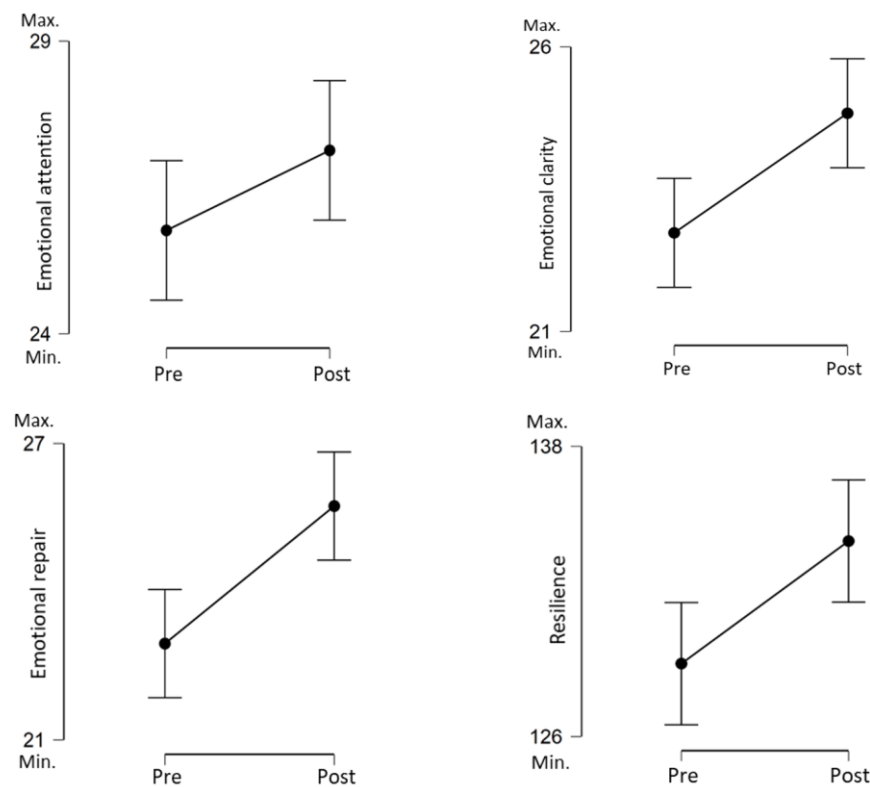 Max.
29
Emotional attention
24
Min.
Pre
Post
Max.
26
Emotional clarity
21
Min.
Pre
Post
Max.
27
Emotional repair
21
Min.
Pre
Post
Max.
138
Resilience
126
Min.
Pre
Post